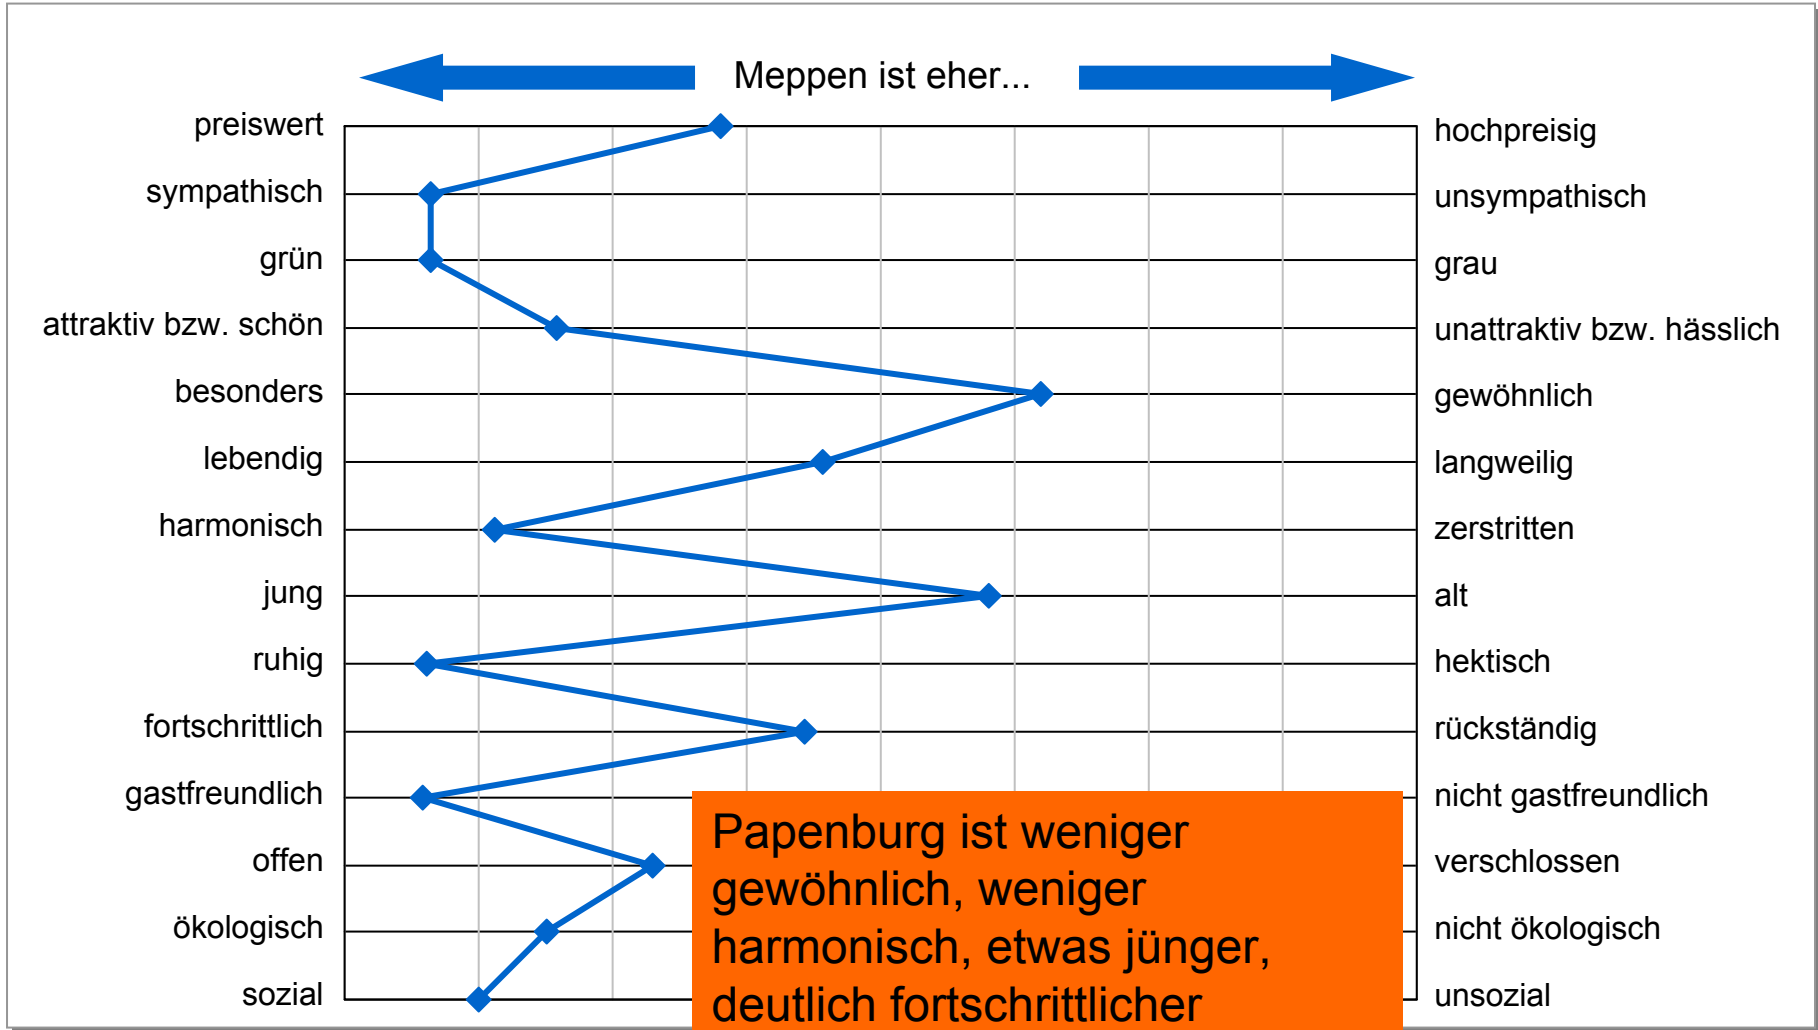 Meppen ist eher...
preiswert hochpreisig
sympathisch unsympathisch
grün grau
attraktiv bzw. schön unattraktiv bzw. hässlich
besonders gewöhnlich
lebendig langweilig
harmonisch zerstritten
jung alt
ruhig hektisch
fortschrittlich rückständig
gastfreundlich nicht gastfreundlich
offen verschlossen
ökologisch nicht ökologisch
sozial unsozial
Papenburg ist weniger
gewöhnlich, weniger
harmonisch, etwas jünger,
deutlich fortschrittlicher